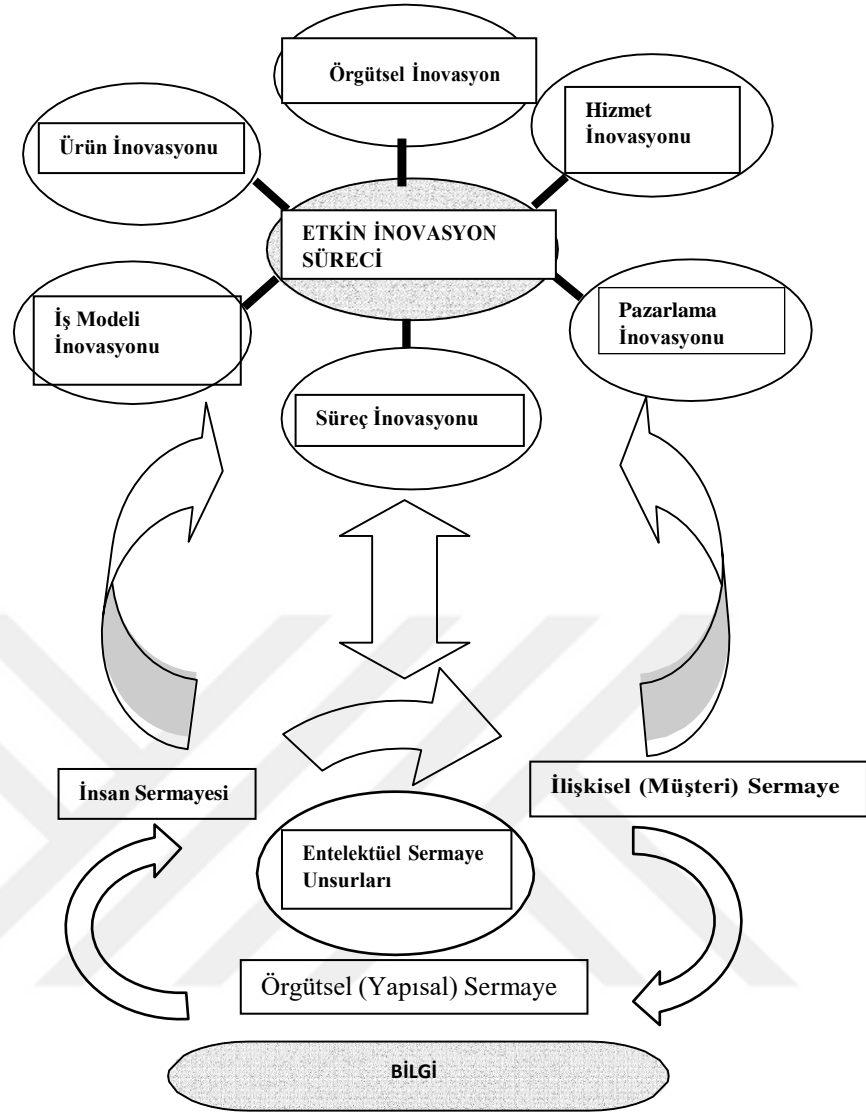 Örgütsel İnovasyon
Hizmet
İnovasyonu
Ürün İnovasyonu
ETKİN İNOVASYON
SÜRECİ
İş Modeli
İnovasyonu
Pazarlama
İnovasyonu
Süreç İnovasyonu
İnsan Sermayesi
İlişkisel (Müşteri) Sermaye
Entelektüel Sermaye
Unsurları
Örgütsel (Yapısal) Sermaye
BİLGİ